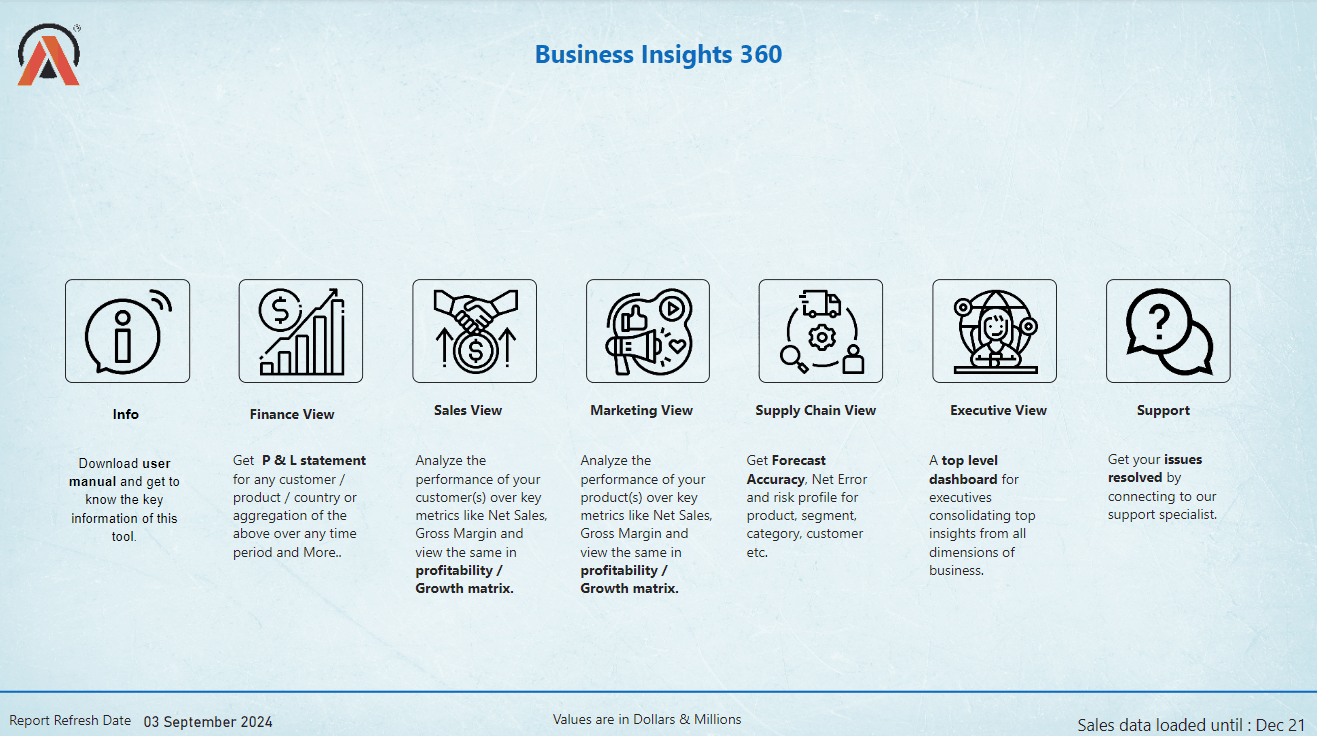 Business Insights 360
Info
Download user
manual and get to
know the key
information of this
tool.
Finance View
Get P & L statement
for any customer /
product / country or
aggregation of the
above over any time
period and More..
Sales View
Analyze the
performance of your
customer(s) over key
metrics like Net Sales,
Gross Margin and
view the same in
profitability /
Growth matrix.
Marketing View
Analyze the
performance of your
product(s) over key
metrics like Net Sales,
Gross Margin and
view the same in
profitability /
Growth matrix.
Supply Chain View
Get Forecast
Accuracy, Net Error
and risk profile for
product, segment,
category, customer
etc.
Executive View
A top level
dashboard for
executives
consolidating top
insights from all
dimensions of
business.
Support
Get your issues
resolved by
connecting to our
support specialist.
Report Refresh Date 03 September 2024
Values are in Dollars & Millions
Sales data loaded until : Dec 21